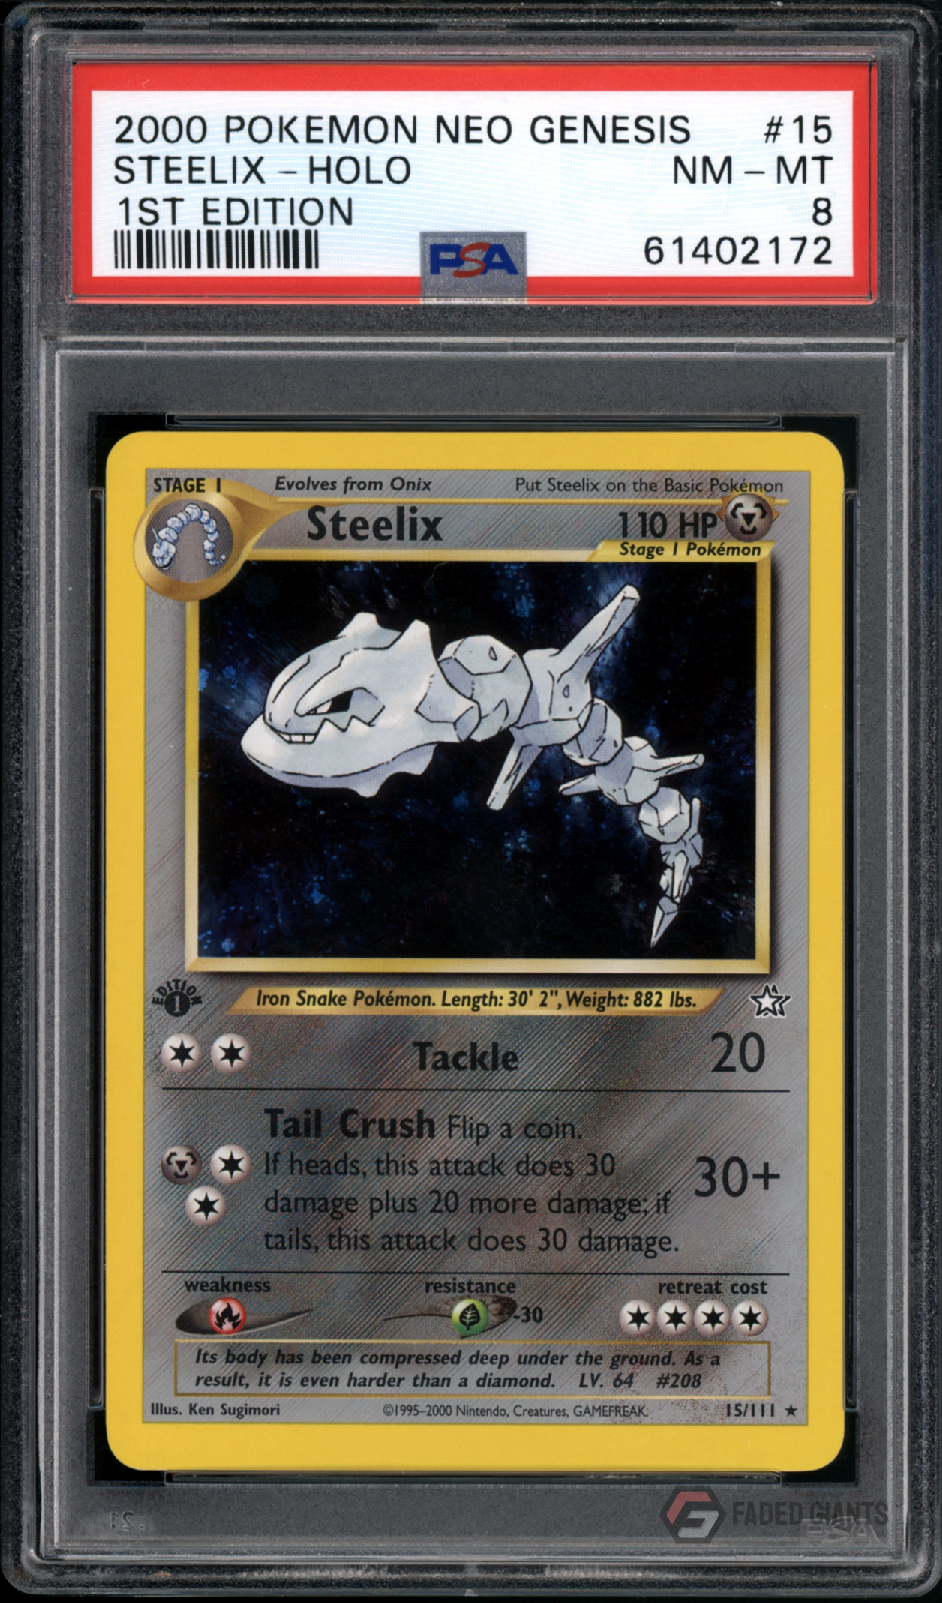 2000 POKEMON NEO GENESIS #15
STEELIX - HOLO NM - MT
1ST EDITION 8
61402172
PSA
STAGE 1 Evolves from Onix Put Steelix on the Basic Pokémon
Steelix 110 HP
Stage 1 Pokémon
EDITION
1
Iron Snake Pokémon. Length: 30' 2", Weight: 882 lbs.
Tackle 20
Tail Crush Flip a coin.
If heads, this attack does 30
damage plus 20 more damage; if
tails, this attack does 30 damage.
30+
weakness resistance retreat cost
-30
Its body has been compressed deep under the ground. As a
result, it is even harder than a diamond. LV. 64 #208
Illus. Ken Sugimori ©1995-2000 Nintendo, Creatures, GAMEFREAK. 15/111 ★
FADED GIANTS